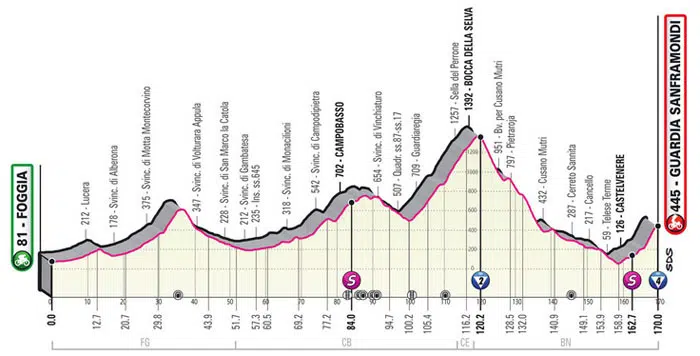 81 - FOGGIA
212 - Lucera
178 - Svinc. di Alberona
375 - Svinc. di Motta Montecorvino
447 - Svinc. di Volturara Appula
228 - Svinc. di San Marco la Catola
212 - Svinc. di Gambatesa
235 - Ins. ss.645
318 - Svinc. di Monacilioni
542 - Svinc. di Campodipietra
702 - CAMPOBASSO
654 - Svinc. di Vinchiaturo
507 - Quadr. ss.87-ss.17
709 - Guardiaregia
1257 - Sella del Perrone
1392 - BOCCA DELLA SELVA
951 - Bv. per Cusano Mutri
797 - Pietraroja
432 - Cusano Mutri
287 - Cerreto Sannita
217 - Cancello
59 - Telese Terme
126 - CASTELVENERE
445 - GUARDIA SANFRAMONDI
1200
1000
800
600
400
200
0
SDS
S
2
S
4
0 10 20 30 40 50 60 70 80 90 100 110 120 130 140 150 160 170
0.0 12.7 20.7 29.8 43.9 51.7 57.5 60.5 69.2 77.2 84.0 94.7 100.2 105.4 116.2 120.2 128.5 132.0 140.9 149.1 153.9 158.9 162.7 170.0
FG CB CE BN